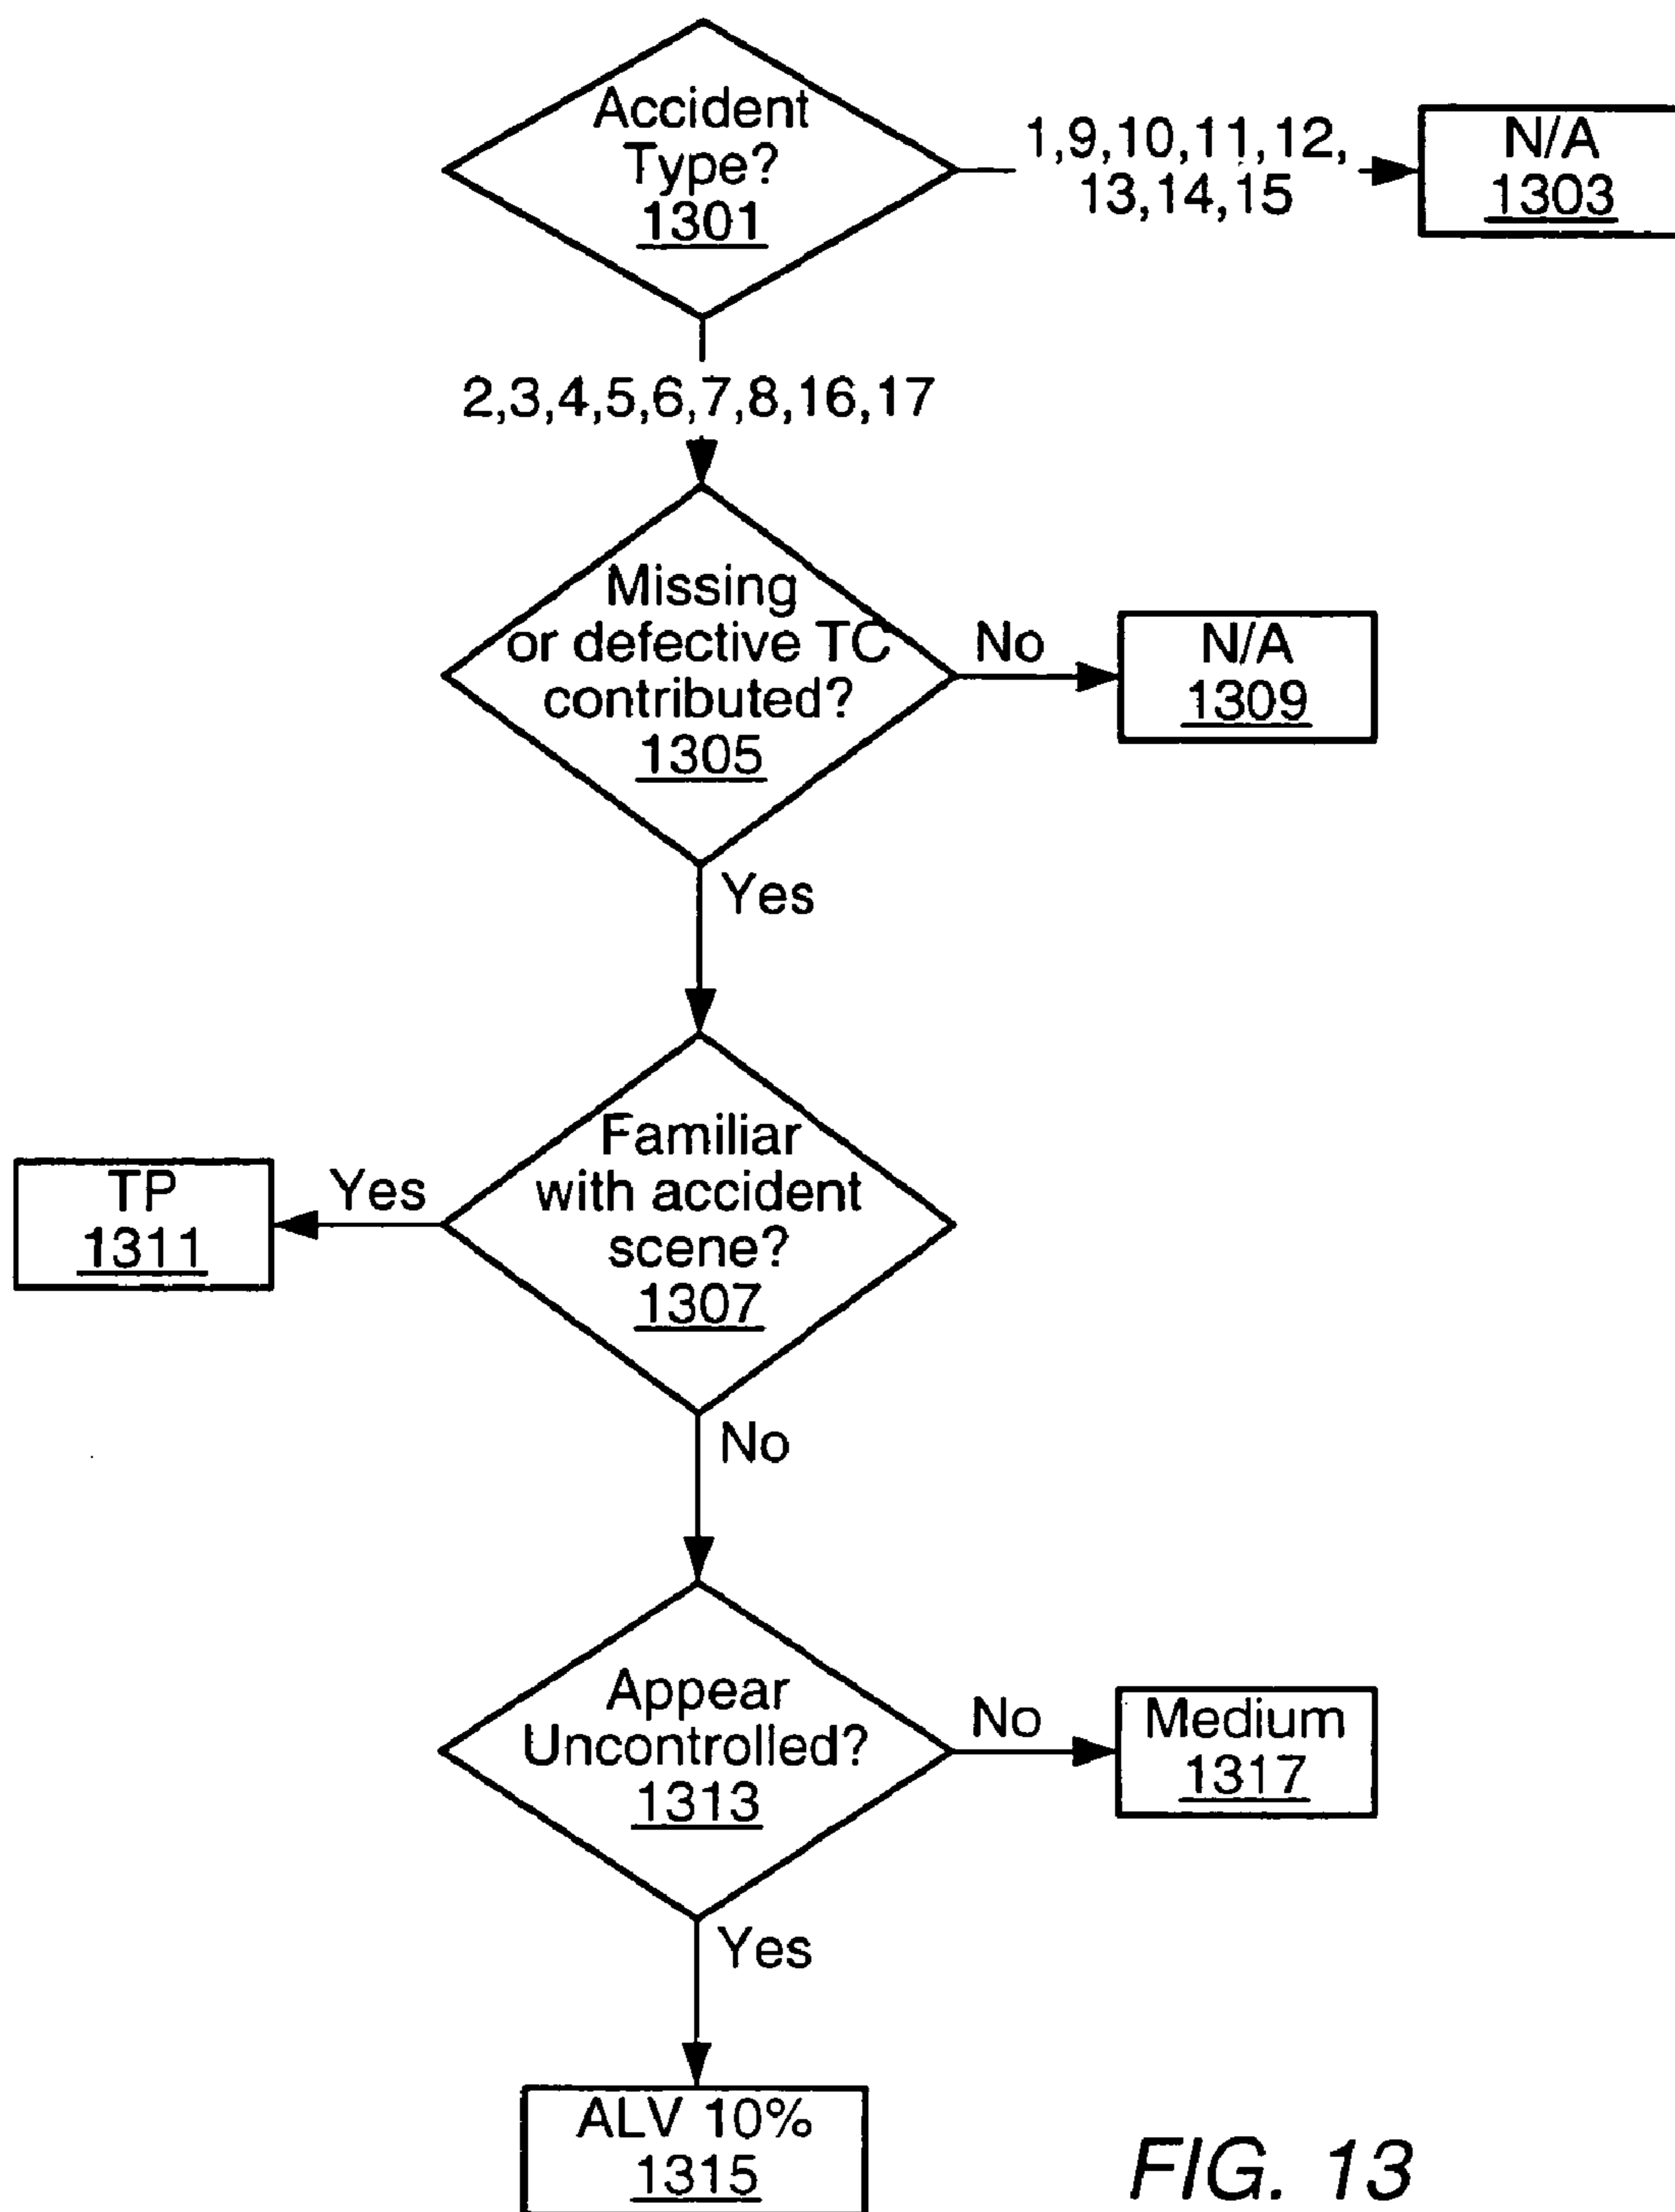 Accident
Type?
1301
1,9,10,11,12,
13,14,15
N/A
1303
2,3,4,5,6,7,8,16,17
Missing
or defective TC
contributed?
1305
No
N/A
1309
Yes
Familiar
with accident
scene?
1307
Yes
TP
1311
No
Appear
Uncontrolled?
1313
No
Medium
1317
Yes
ALV 10%
1315
FIG. 13